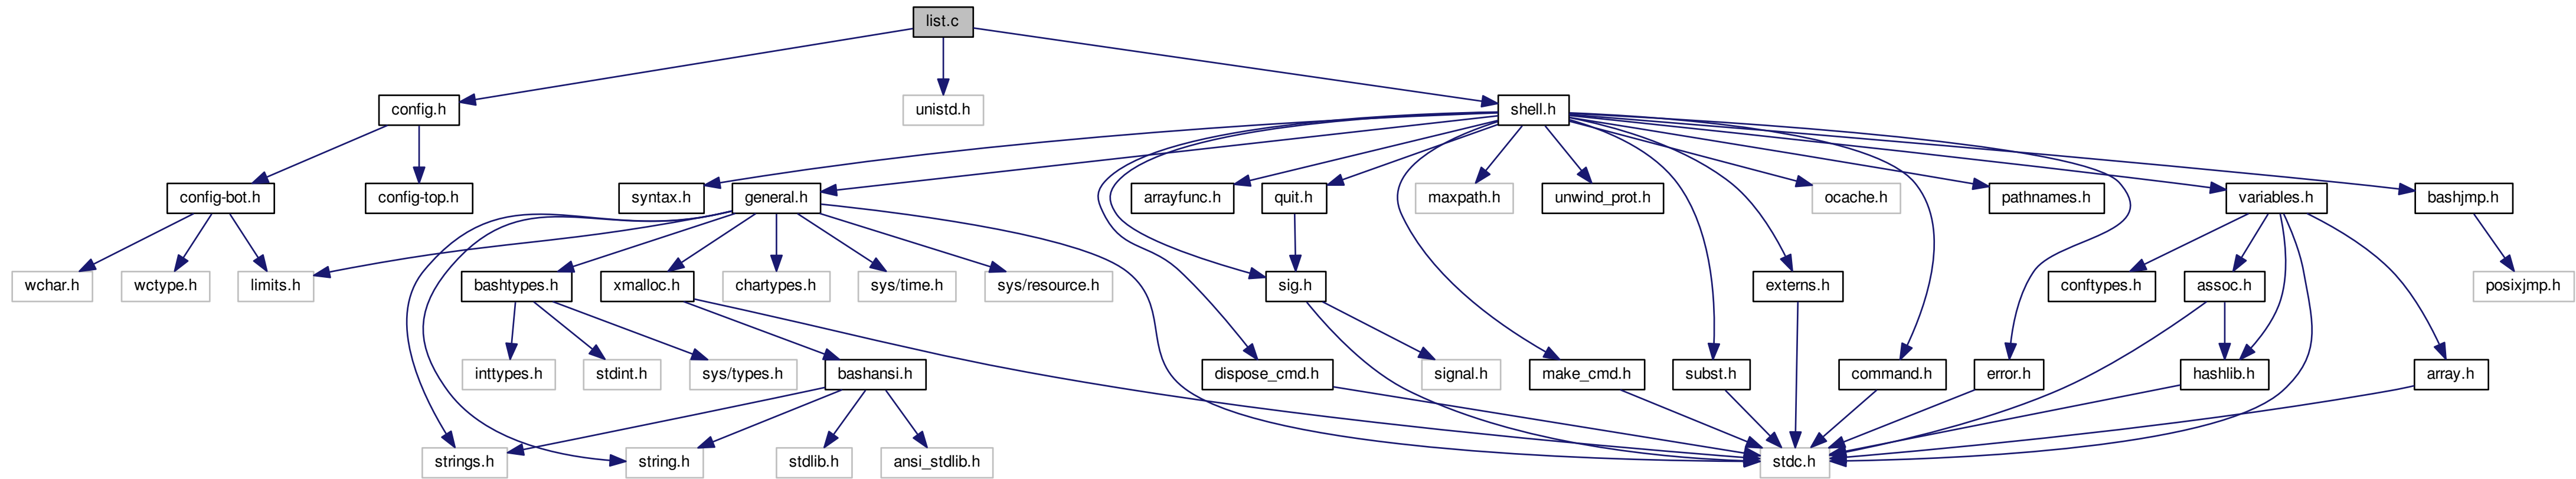 list.c
config.h
unistd.h
shell.h
config-bot.h
config-top.h
syntax.h
general.h
arrayfunc.h
quit.h
maxpath.h
unwind_prot.h
ocache.h
pathnames.h
variables.h
bashjmp.h
wchar.h
wctype.h
limits.h
bashtypes.h
xmalloc.h
chartypes.h
sys/time.h
sys/resource.h
sig.h
externs.h
conftypes.h
assoc.h
posixjmp.h
inttypes.h
stdint.h
sys/types.h
bashansi.h
dispose_cmd.h
signal.h
make_cmd.h
subst.h
command.h
error.h
hashlib.h
array.h
strings.h
string.h
stdlib.h
ansi_stdlib.h
stdc.h